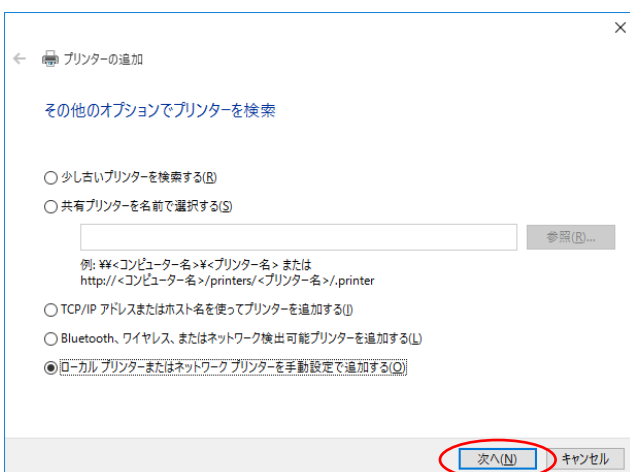 プリンターの追加
その他のオプションでプリンターを検索
少し古いプリンターを検索する(R)
共有プリンターを名前で選択する(S)
参照(R)...
例: ¥¥<コンピューター名>¥<プリンター名> または
http://<コンピューター名>/printers/<プリンター名>/.printer
TCP/IP アドレスまたはホスト名を使ってプリンターを追加する(I)
Bluetooth、ワイヤレス、またはネットワーク検出可能プリンターを追加する(L)
ローカル プリンターまたはネットワーク プリンターを手動設定で追加する(O)
次へ(N)
キャンセル